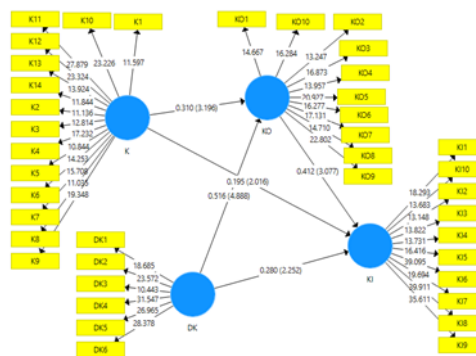 K11
K10
K1
K12
K13
K14
K2
K3
K4
K5
K6
K7
K8
K9
27.879
23.226
11.597
23.324
13.924
11.844
11.136
12.814
17.232
10.844
14.253
15.708
11.035
19.348
K
0.310 (3.196)
KO1
KO10
KO2
KO3
KO4
KO5
KO6
KO7
KO8
KO9
14.667
16.284
13.247
16.873
13.957
16.277
17.131
14.710
22.802
KO
0.195 (2.016)
0.516 (4.888)
0.412 (3.077)
0.280 (2.252)
KI1
KI10
KI2
KI3
KI4
KI5
KI6
KI7
KI8
KI9
18.293
13.683
13.148
13.822
13.731
16.416
39.095
19.694
39.911
35.611
KI
DK1
DK2
DK3
DK4
DK5
DK6
18.685
23.572
10.443
31.547
26.965
28.378
DK